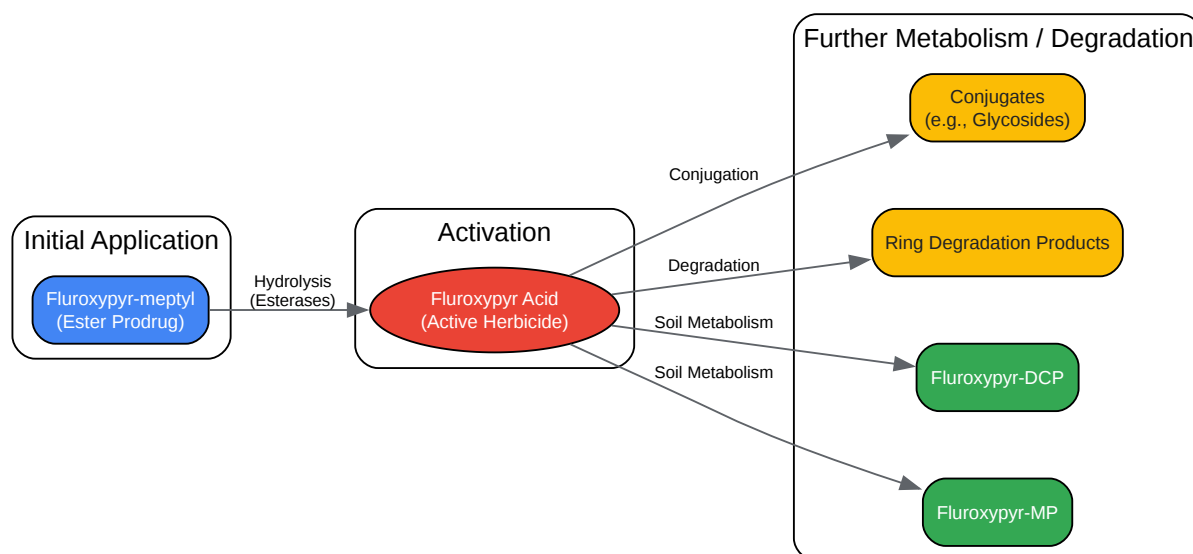 Initial Application
Fluroxypyr-meptyl
(Ester Prodrug)
Hydrolysis
(Esterases)
Activation
Fluroxypyr Acid
(Active Herbicide)
Conjugation
Degradation
Soil Metabolism
Soil Metabolism
Further Metabolism / Degradation
Conjugates
(e.g., Glycosides)
Ring Degradation Products
Fluroxypyr-DCP
Fluroxypyr-MP